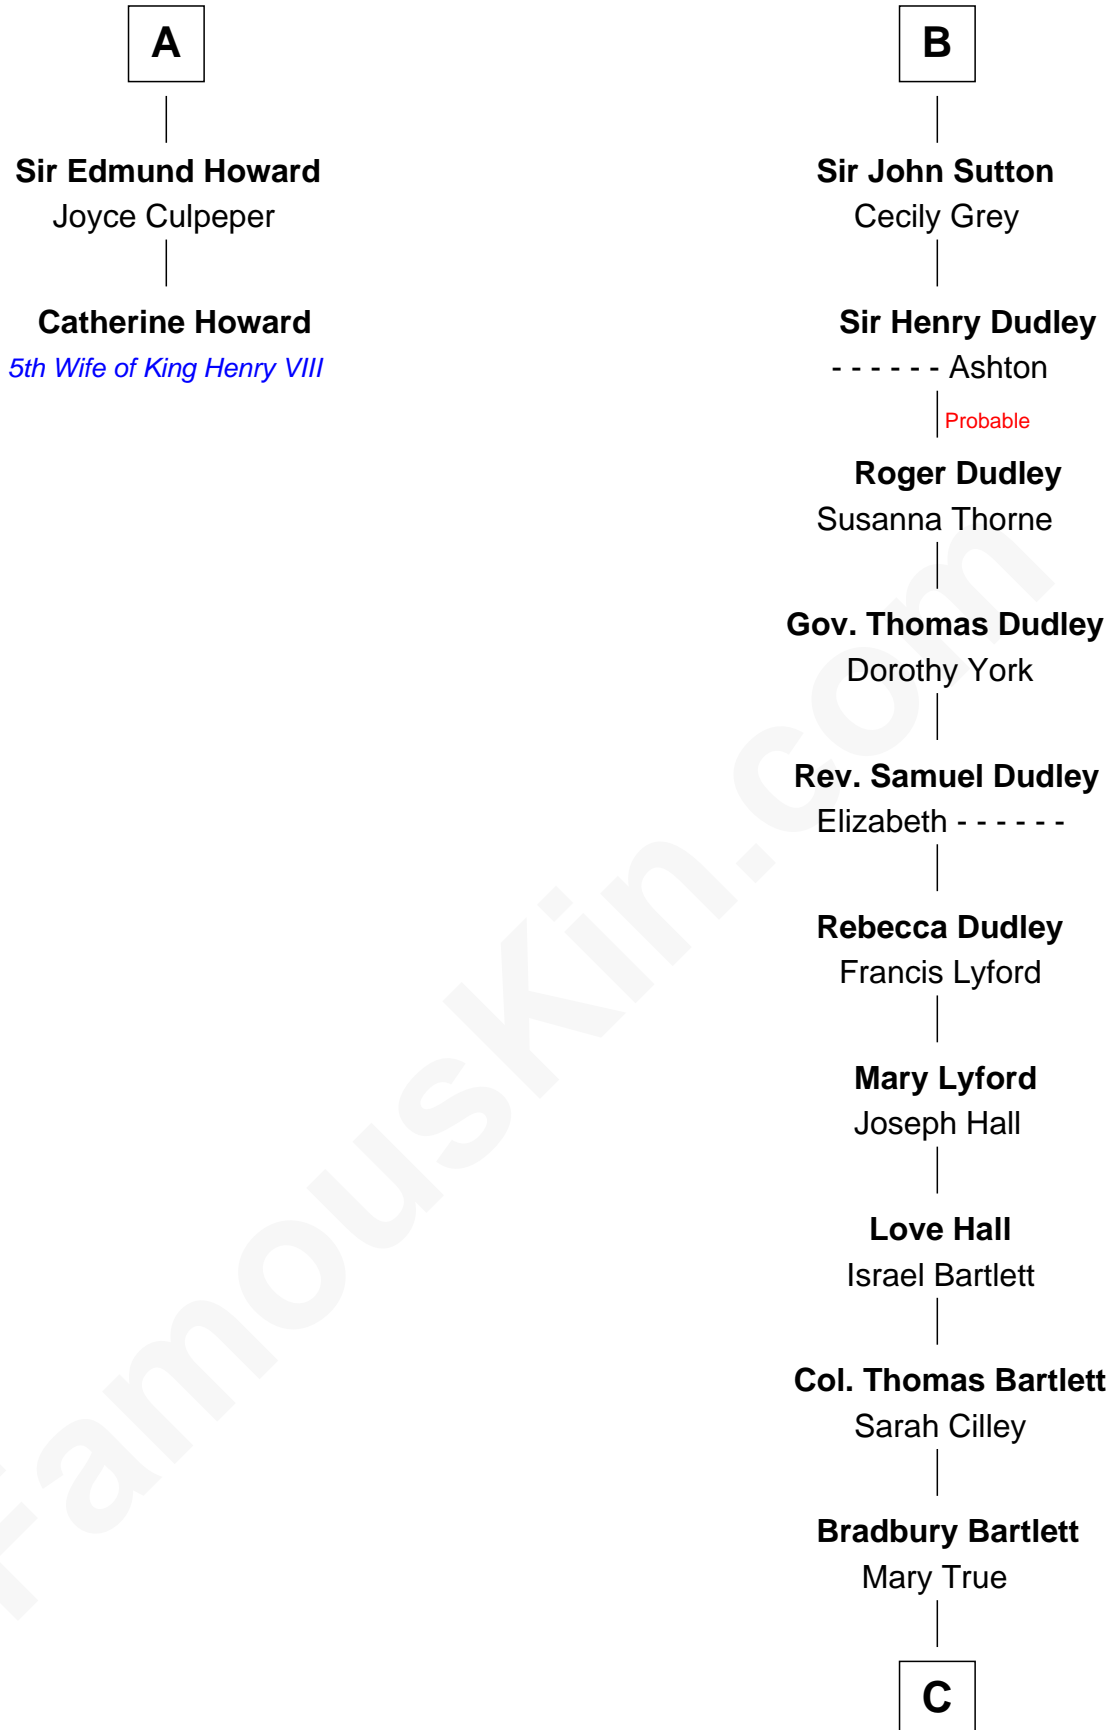 A
Sir Edmund Howard
Joyce Culpeper
Catherine Howard
5th Wife of King Henry VIII
B
Sir John Sutton
Cecily Grey
Sir Henry Dudley
- - - - - - Ashton
Probable
Roger Dudley
Susanna Thorne
Gov. Thomas Dudley
Dorothy York
Rev. Samuel Dudley
Elizabeth - - - - - -
Rebecca Dudley
Francis Lyford
Mary Lyford
Joseph Hall
Love Hall
Israel Bartlett
Col. Thomas Bartlett
Sarah Cilley
Bradbury Bartlett
Mary True
C
FamousKin.com